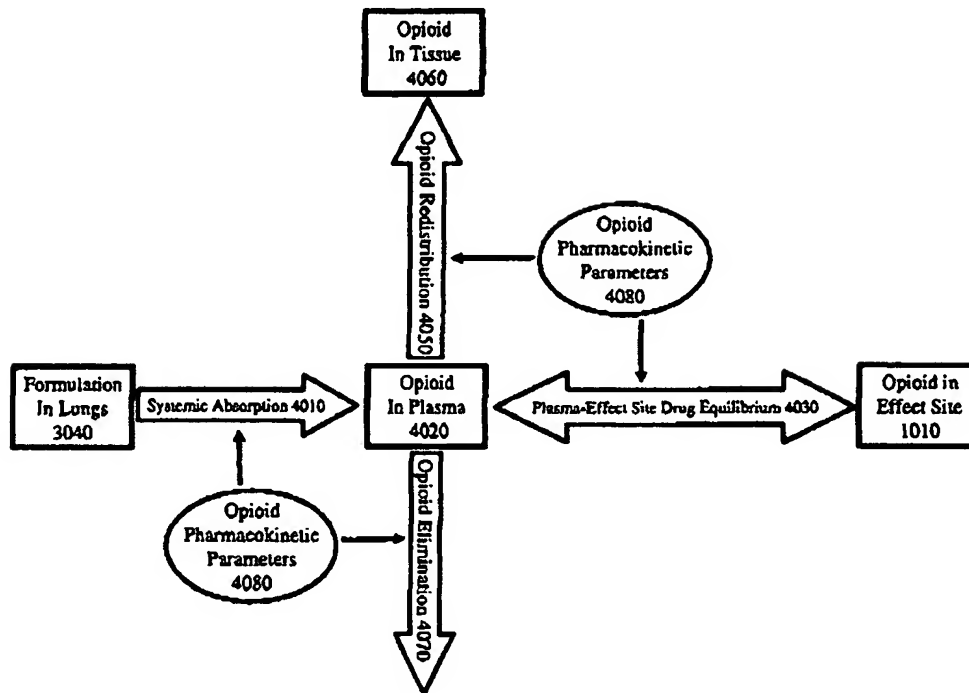 Opioid
In Tissue
4060
Opioid Redistribution 4050
Opioid
Pharmacokinetic
Parameters
4080
Formulation
In Lungs
3040
Systemic Absorption 4010
Opioid
In Plasma
4020
Plasma-Effect Site Drug Equilibrium 4030
Opioid in
Effect Site
1010
Opioid
Pharmacokinetic
Parameters
4080
Opioid Elimination 4070